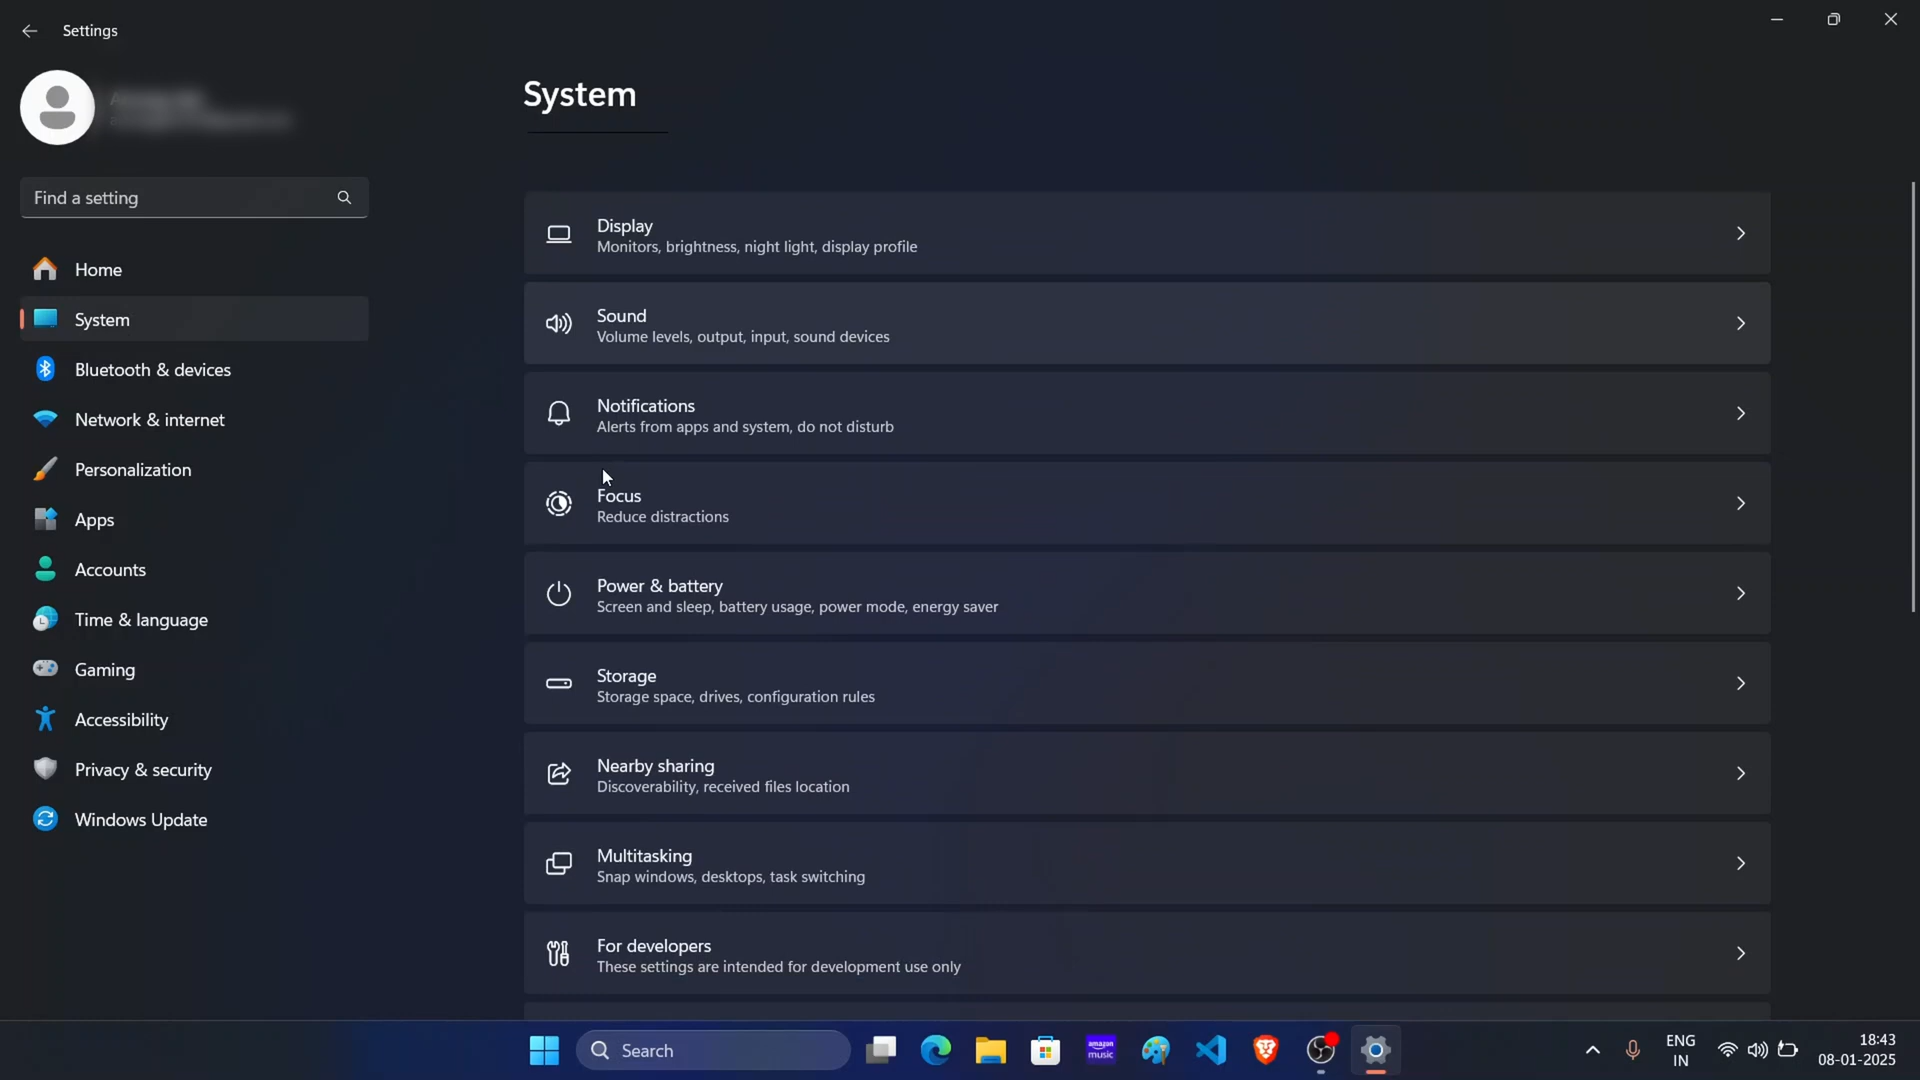 Settings
Find a setting
Home
System
Bluetooth & devices
Network & internet
Personalization
Apps
Accounts
Time & language
Gaming
Accessibility
Privacy & security
Windows Update
System
Display
Monitors, brightness, night light, display profile
Sound
Volume levels, output, input, sound devices
Notifications
Alerts from apps and system, do not disturb
Focus
Reduce distractions
Power & battery
Screen and sleep, battery usage, power mode, energy saver
Storage
Storage space, drives, configuration rules
Nearby sharing
Discoverability, received files location
Multitasking
Snap windows, desktops, task switching
For developers
These settings are intended for development use only
Search
amazon
music
ENG
IN
18:43
08-01-2025